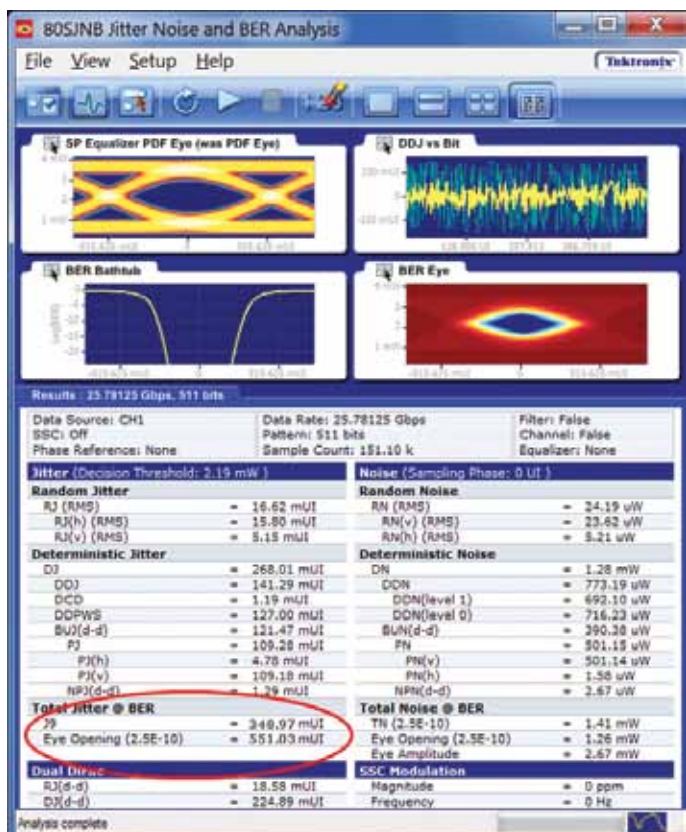 80SJNB Jitter Noise and BER Analysis
File View Setup Help
Tektronix
SP Equalizer PDF Eye (was PDF Eye)
DDJ vs Bit
BER Bathtub
BER Eye
Results : 25.78125 Gbps, 511 bits
Data Source: CH1 Data Rate: 25.78125 Gbps Filter: False
SSC: Off Pattern: 511 bits Channel: False
Phase Reference: None Sample Count: 151.10 k Equalizer: None
Jitter (Decision Threshold: 2.19 mW ) Noise (Sampling Phase: 0 UI )
Random Jitter Random Noise
RJ (RMS) = 16.62 mUI RN (RMS) = 24.19 uW
RJ(h) (RMS) = 15.80 mUI RN(v) (RMS) = 23.62 uW
RJ(v) (RMS) = 5.15 mUI RN(h) (RMS) = 5.21 uW
Deterministic Jitter Deterministic Noise
DJ = 268.01 mUI DN = 1.28 mW
DDJ = 141.29 mUI DDN = 773.19 uW
DCD = 1.19 mUI DDN(level 1) = 692.10 uW
DDPWS = 127.00 mUI DDN(level 0) = 716.23 uW
BUJ(d-d) = 121.47 mUI BUN(d-d) = 390.38 uW
PJ = 109.28 mUI PN = 501.15 uW
PJ(h) = 4.78 mUI PN(v) = 501.14 uW
PJ(v) = 109.18 mUI PN(h) = 1.58 uW
NPJ(d-d) = 1.29 mUI NPN(d-d) = 2.67 uW
Total Jitter @ BER Total Noise @ BER
J9 = 348.97 mUI TN (2.5E-10) = 1.41 mW
Eye Opening (2.5E-10) = 551.03 mUI Eye Opening (2.5E-10) = 1.26 mW
Eye Amplitude = 2.67 mW
Dual Dirac SSC Modulation
RJ(d-d) = 18.58 mUI Magnitude = 0 ppm
DJ(d-d) = 224.89 mUI Frequency = 0 Hz
Analysis complete